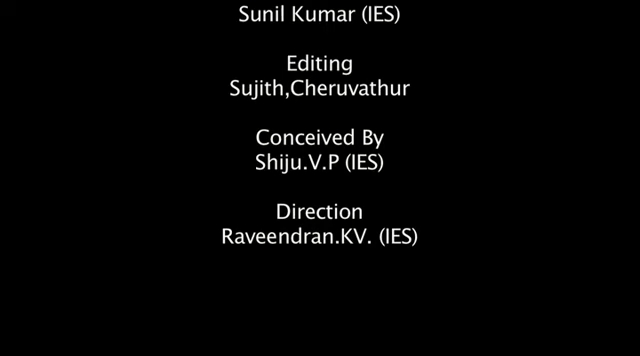 Sunil Kumar (IES)
Editing
Sujith,Cheruvathur
Conceived By
Shiju.V.P (IES)
Direction
Raveendran.KV. (IES)